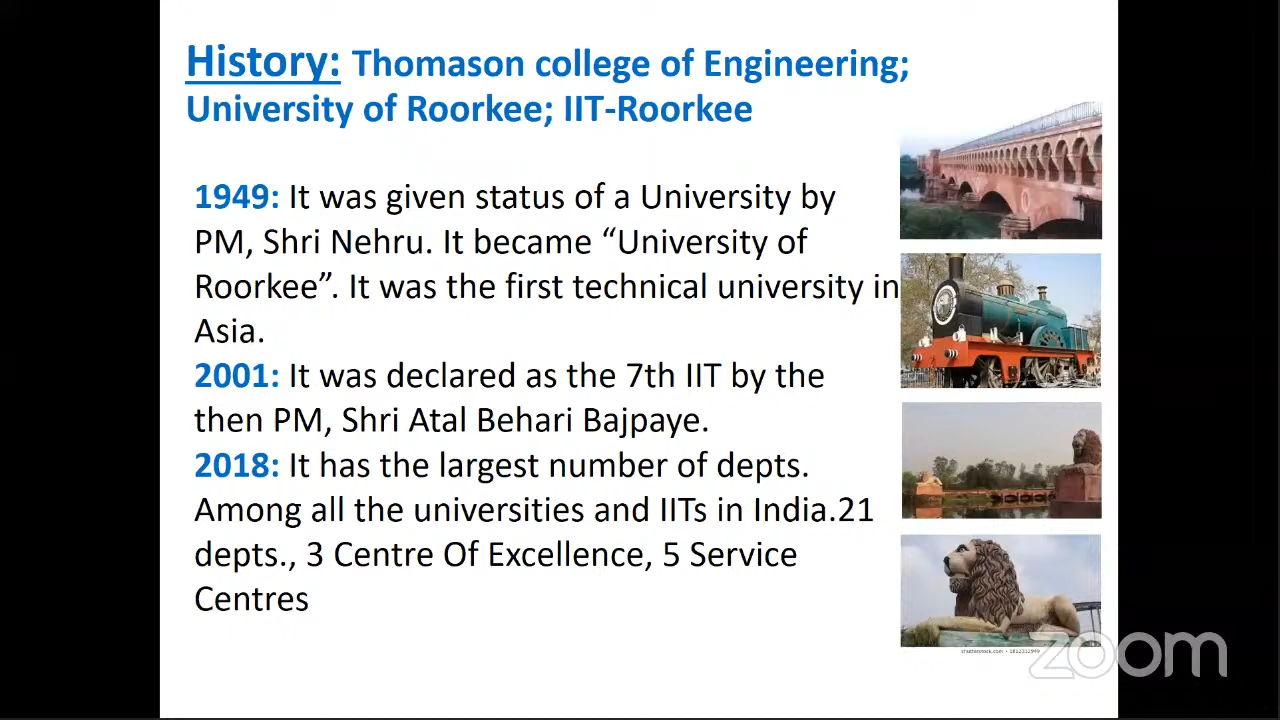 History: Thomason college of Engineering;
University of Roorkee; IIT-Roorkee
1949: It was given status of a University by
PM, Shri Nehru. It became “University of
Roorkee”. It was the first technical university in
Asia.
2001: It was declared as the 7th IIT by the
then PM, Shri Atal Behari Bajpaye.
2018: It has the largest number of depts.
Among all the universities and IITs in India.21
depts., 3 Centre Of Excellence, 5 Service
Centres
shutterstock.com
zoom